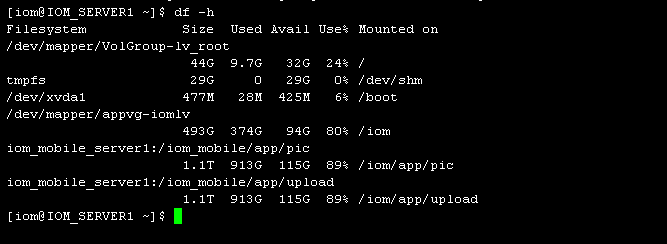 [iom@IOM_SERVER1 ~]$ df -h
Filesystem            Size  Used Avail Use% Mounted on
/dev/mapper/VolGroup-lv_root
                       44G  9.7G   32G  24% /
tmpfs                  29G     0   29G   0% /dev/shm
/dev/xvda1            477M   28M  425M   6% /boot
/dev/mapper/appvg-iomlv
                      493G  374G   94G  80% /iom
iom_mobile_server1:/iom_mobile/app/pic
                      1.1T  913G  115G  89% /iom/app/pic
iom_mobile_server1:/iom_mobile/app/upload
                      1.1T  913G  115G  89% /iom/app/upload
[iom@IOM_SERVER1 ~]$